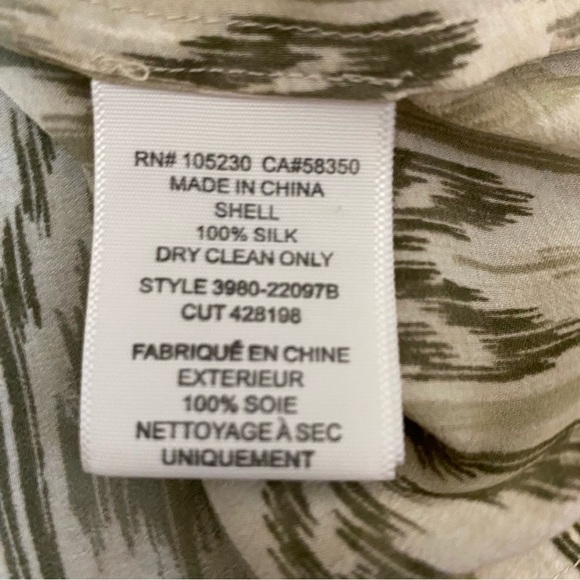 RN# 105230 CA#58350
MADE IN CHINA
SHELL
100% SILK
DRY CLEAN ONLY
STYLE 3980-22097B
CUT 428198
FABRIQUÉ EN CHINE
EXTERIEUR
100% SOIE
NETTOYAGE À SEC
UNIQUEMENT